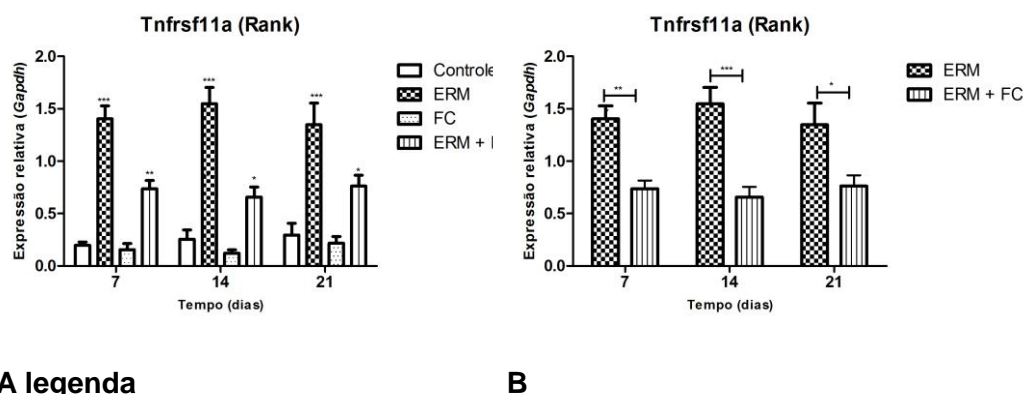 Tnfrsf11a (Rank)
Expressão relativa (Gapdh)
2.0
1.5
1.0
0.5
0.0
***
**
***
*
***
*
7 14 21
Tempo (dias)
Controle
ERM
FC
ERM +
Tnfrsf11a (Rank)
Expressão relativa (Gapdh)
2.0
1.5
1.0
0.5
0.0
**
***
*
7 14 21
Tempo (dias)
ERM
ERM + FC
A legenda
B